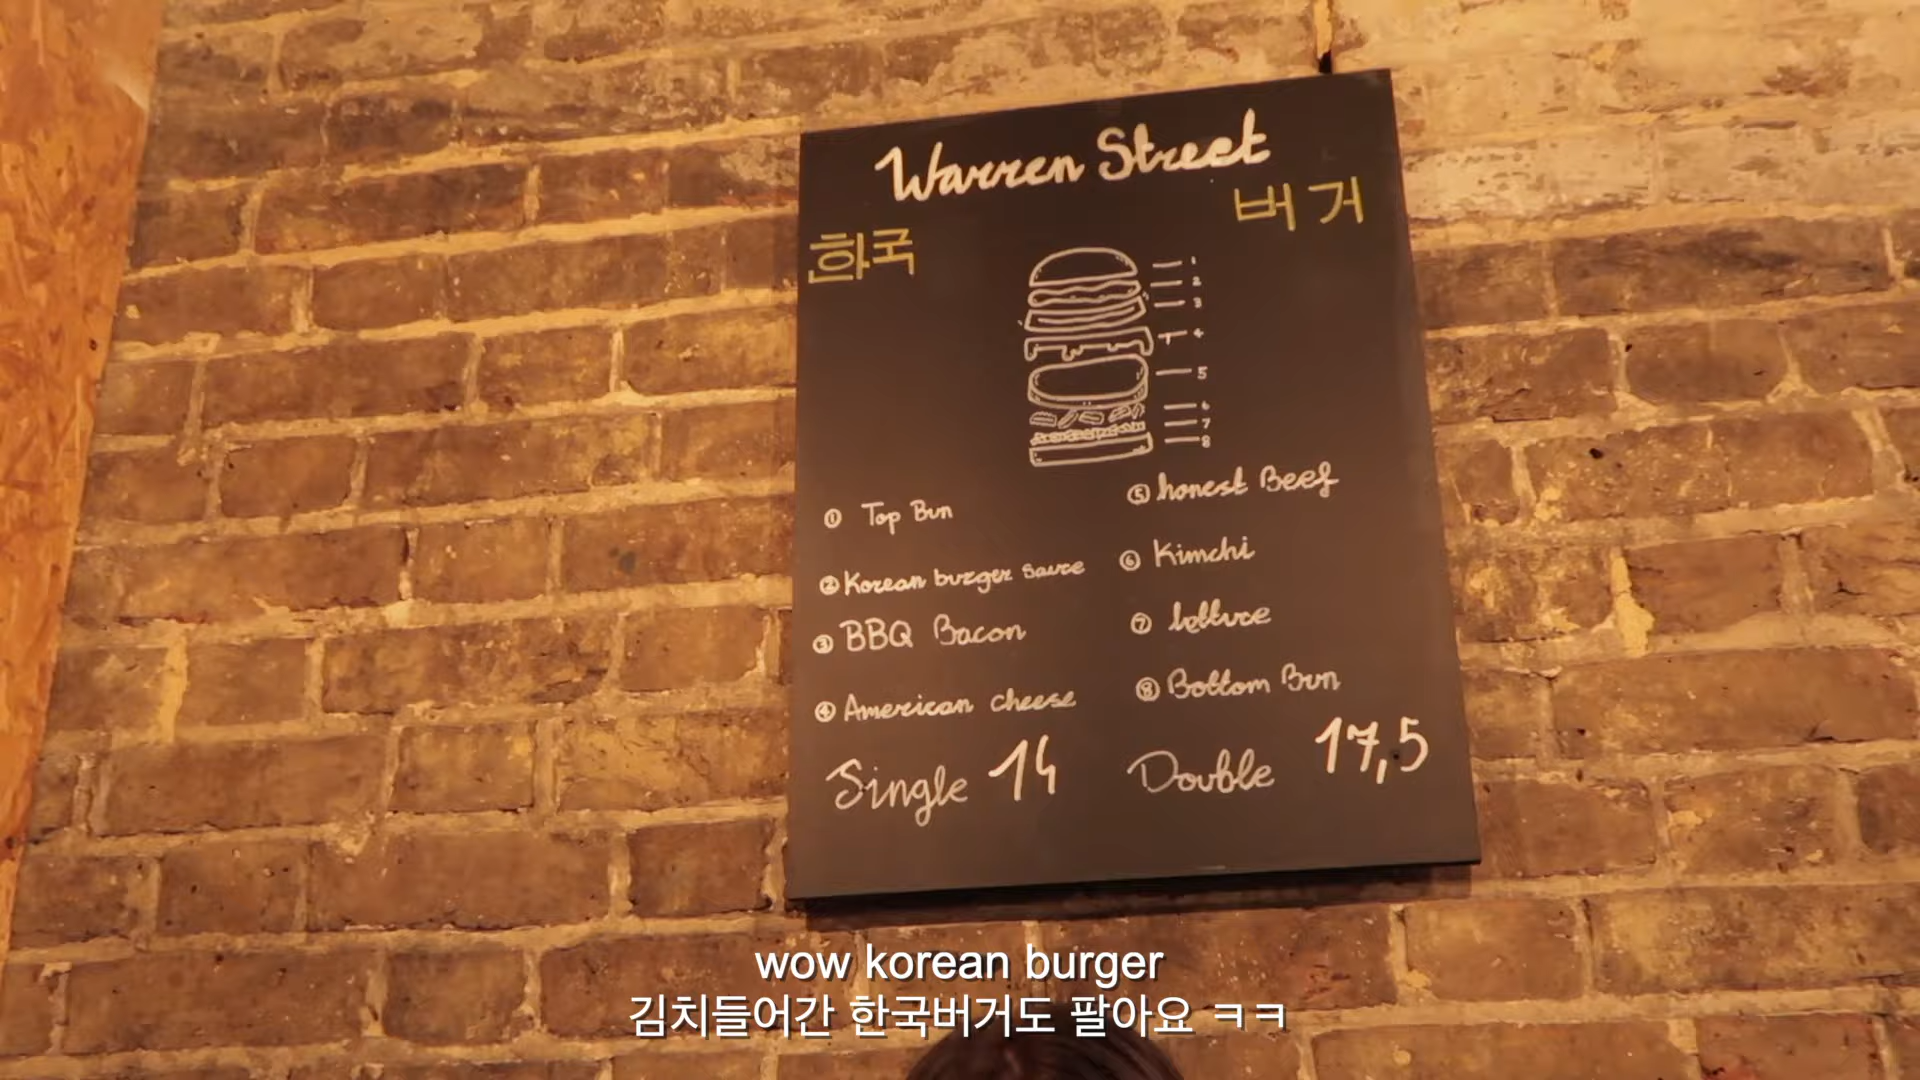 Warren Street
한국 버거
1
2
3
4
5
6
7
8
① Top Bun
② Korean burger sauce
③ BBQ Bacon
④ American cheese
⑤ honest Beef
⑥ Kimchi
⑦ lettuce
⑧ Bottom Bun
Single 14
Double 17,5
wow korean burger
김치들어간 한국버거도 팔아요 ㅋㅋ